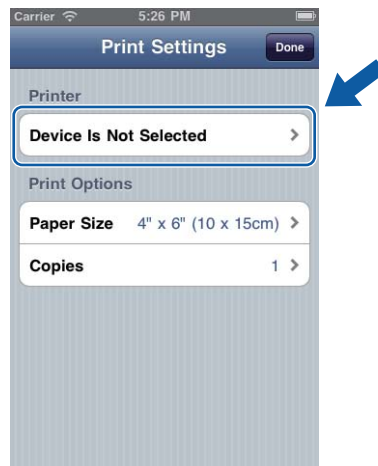 Carrier 5:26 PM
Print Settings Done
Printer
Device Is Not Selected
Print Options
Paper Size 4" x 6" (10 x 15cm)
Copies 1